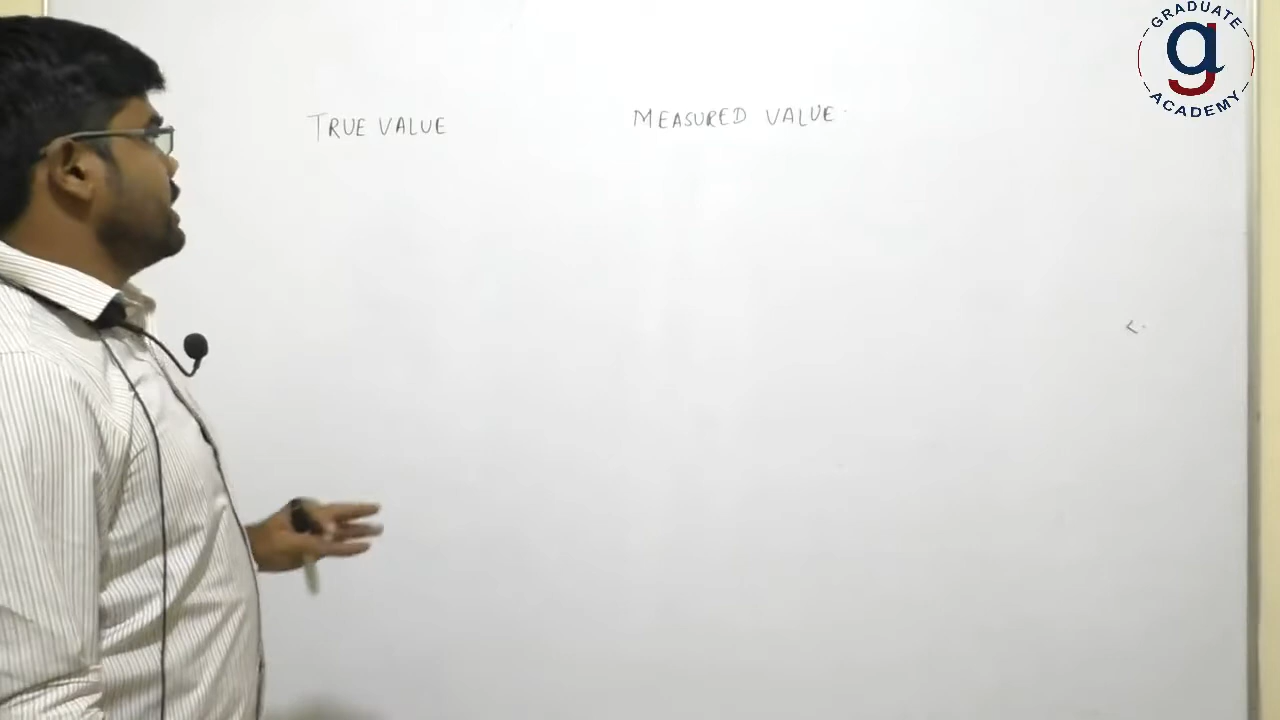 GRADUATE
g
ACADEMY
TRUE VALUE
MEASURED VALUE.